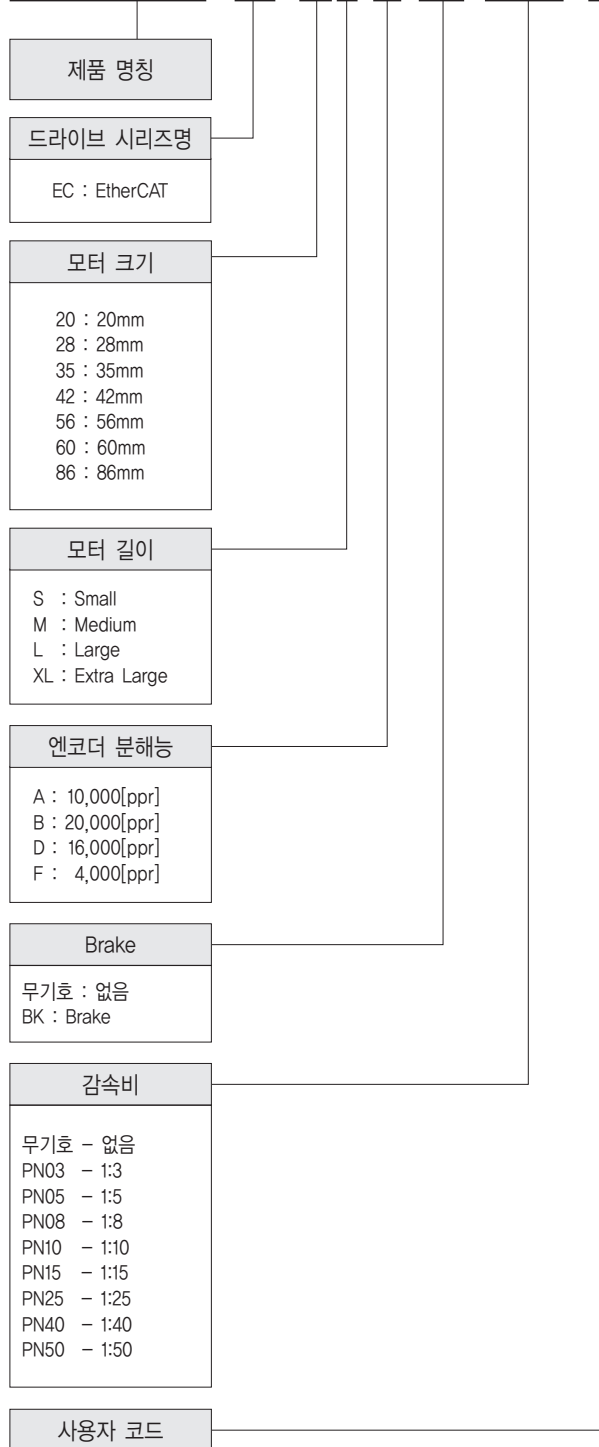 제품 명칭
드라이브 시리즈명
EC : EtherCAT
모터 크기
20 : 20mm
28 : 28mm
35 : 35mm
42 : 42mm
56 : 56mm
60 : 60mm
86 : 86mm
모터 길이
S : Small
M : Medium
L : Large
XL : Extra Large
엔코더 분해능
A : 10,000[ppr]
B : 20,000[ppr]
D : 16,000[ppr]
F : 4,000[ppr]
Brake
무기호 : 없음
BK : Brake
감속비
무기호 - 없음
PN03 - 1:3
PN05 - 1:5
PN08 - 1:8
PN10 - 1:10
PN15 - 1:15
PN25 - 1:25
PN40 - 1:40
PN50 - 1:50
사용자 코드